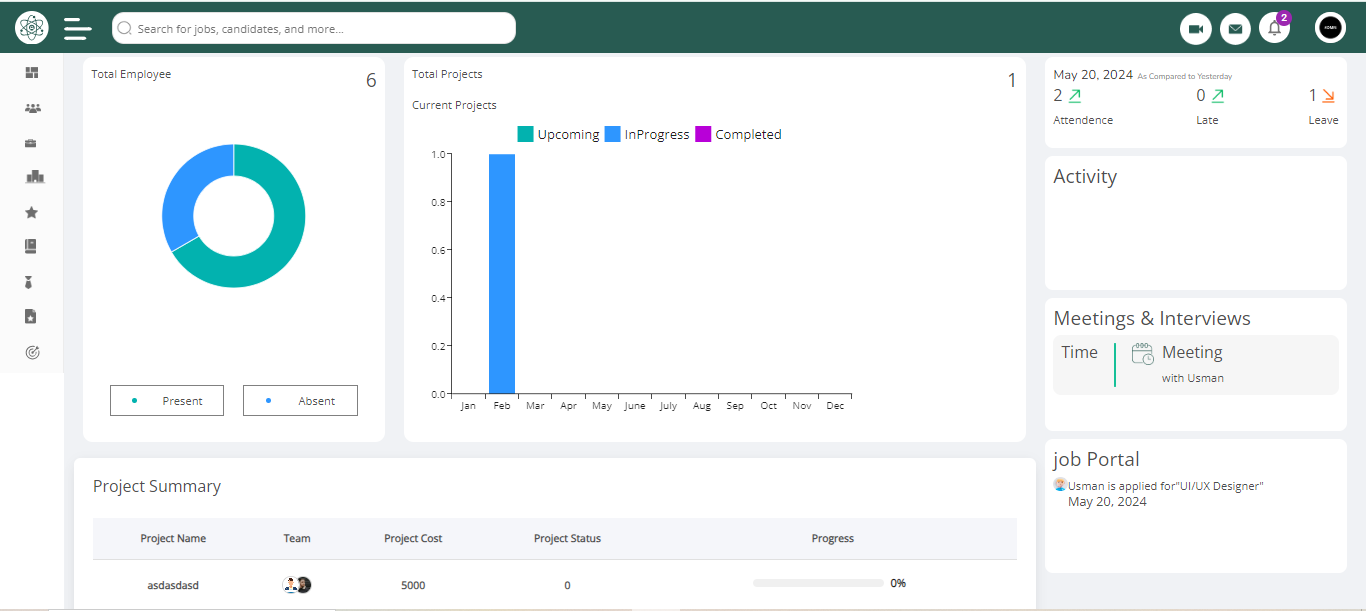 Search for jobs, candidates, and more...
2
ADMIN
Total Employee
6
Present
Absent
Total Projects
1
Current Projects
Upcoming InProgress Completed
1.0
0.8
0.6
0.4
0.2
0.0
Jan Feb Mar Apr May June July Aug Sep Oct Nov Dec
May 20, 2024 As Compared to Yesterday
2 0 1
Attendence Late Leave
Activity
Meetings & Interviews
Time Meeting
with Usman
job Portal
Usman is applied for"UI/UX Designer"
May 20, 2024
Project Summary
Project Name Team Project Cost Project Status Progress
asdasdasd 5000 0 0%